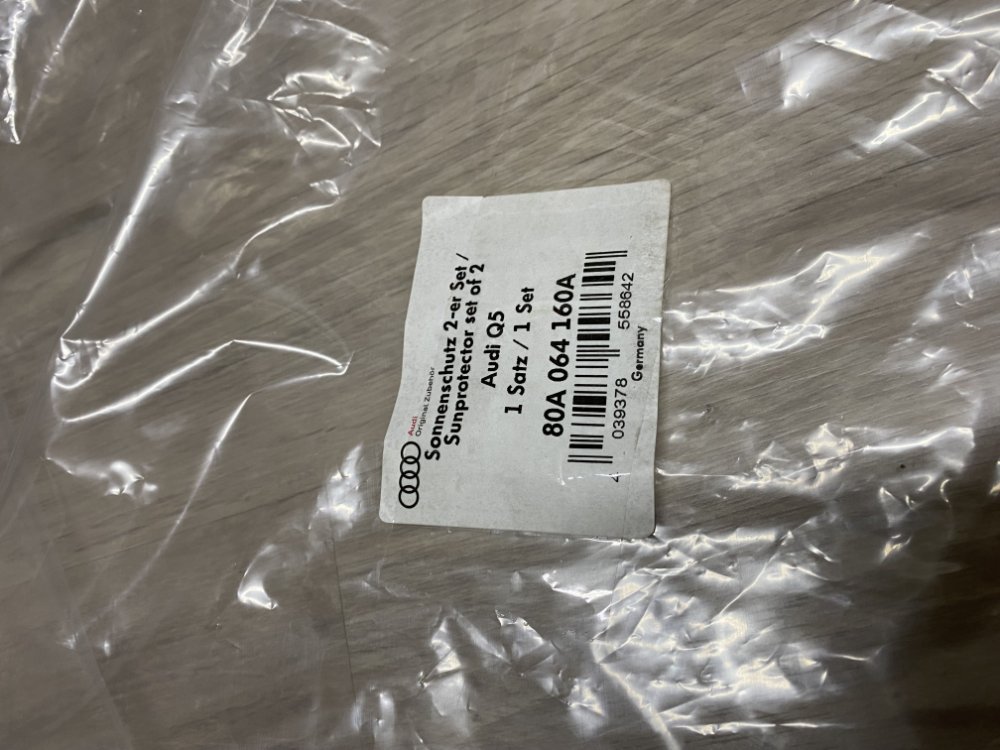 Audi
Original Zubehör
Sonnenschutz 2-er Set /
Sunprotector set of 2
Audi Q5
1 Satz / 1 Set
80A 064 160A
4 039378 558642
Germany